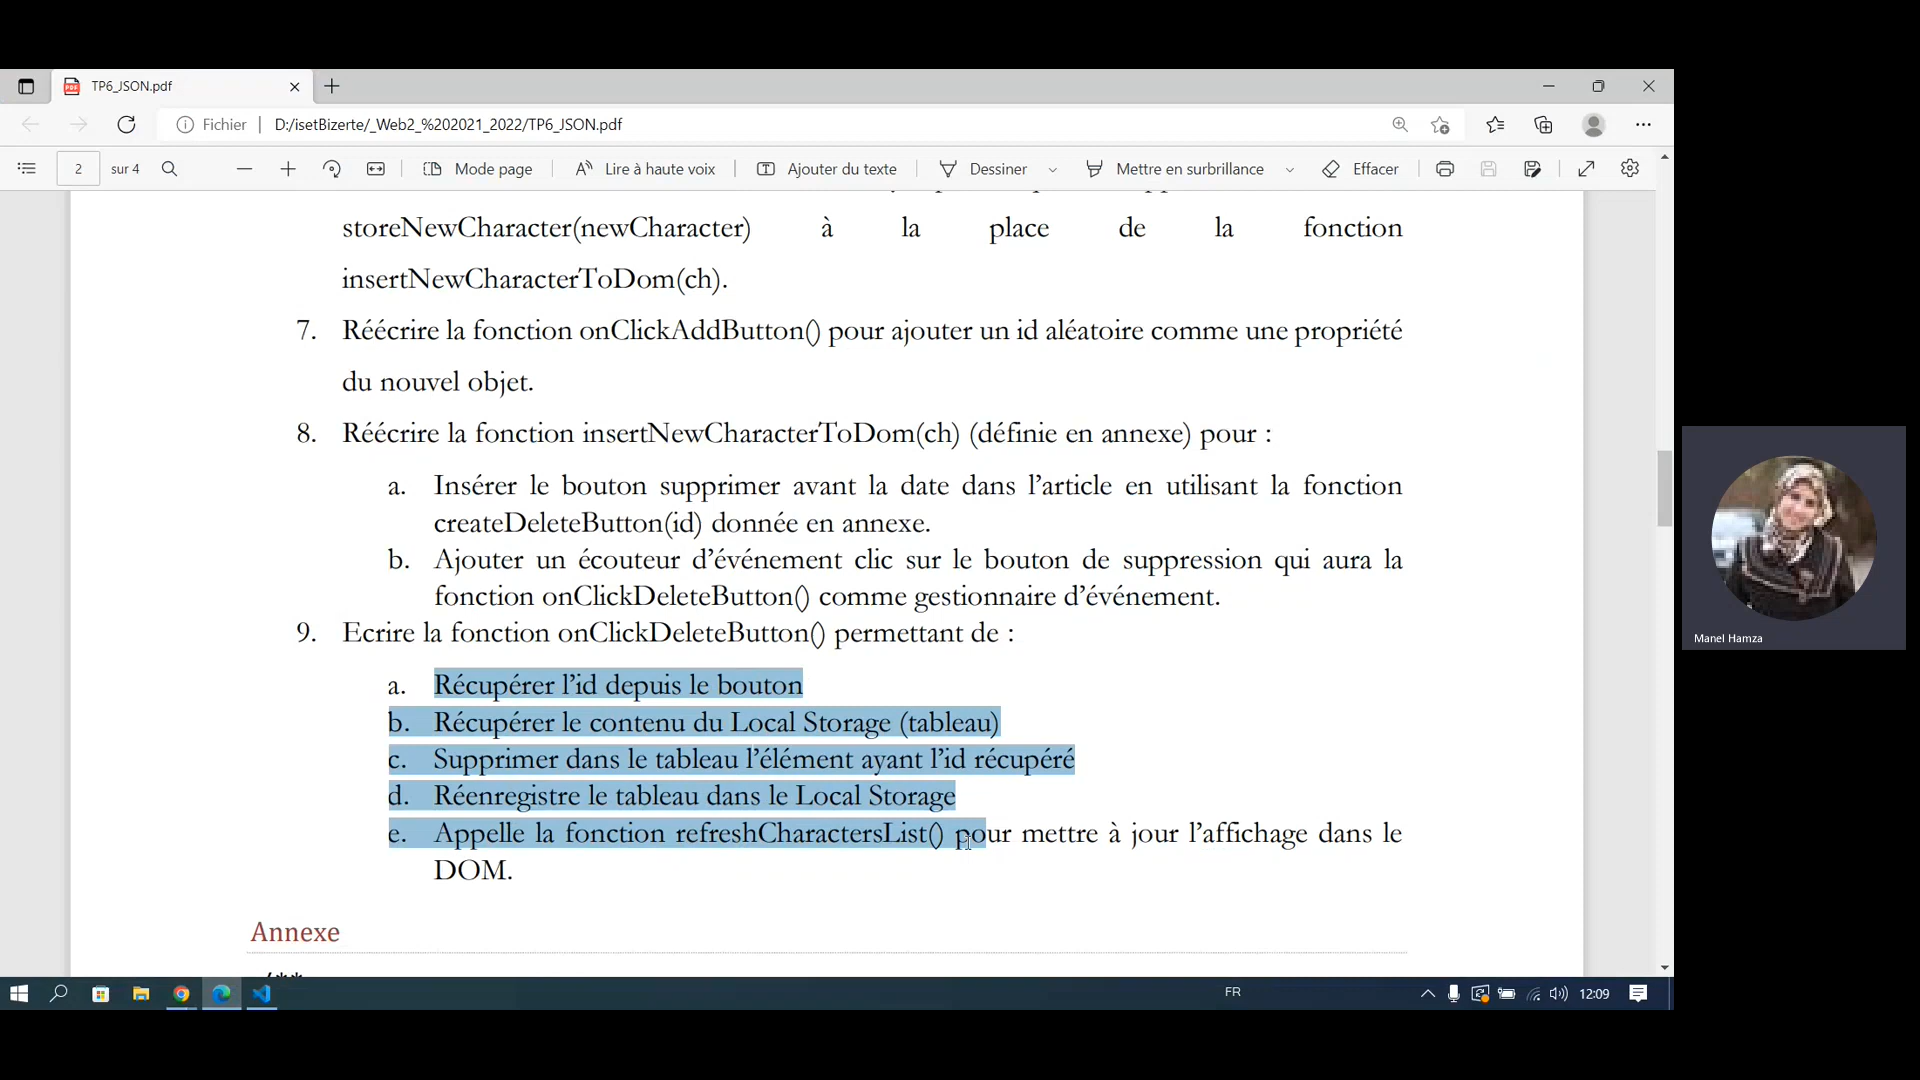 TP6_JSON.pdf
Fichier
D:/isetBizerte/_Web2_%202021_2022/TP6_JSON.pdf
2 sur 4 Mode page Lire à haute voix Ajouter du texte Dessiner Mettre en surbrillance Effacer
storeNewCharacter(newCharacter) à la place de la fonction
insertNewCharacterToDom(ch).
7. Réécrire la fonction onClickAddButton() pour ajouter un id aléatoire comme une propriété
du nouvel objet.
8. Réécrire la fonction insertNewCharacterToDom(ch) (définie en annexe) pour :
a. Insérer le bouton supprimer avant la date dans l’article en utilisant la fonction
createDeleteButton(id) donnée en annexe.
b. Ajouter un écouteur d’événement clic sur le bouton de suppression qui aura la
fonction onClickDeleteButton() comme gestionnaire d’événement.
9. Ecrire la fonction onClickDeleteButton() permettant de :
a. Récupérer l’id depuis le bouton
b. Récupérer le contenu du Local Storage (tableau)
c. Supprimer dans le tableau l’élément ayant l’id récupéré
d. Réenregistre le tableau dans le Local Storage
e. Appelle la fonction refreshCharactersList() pour mettre à jour l’affichage dans le
DOM.
Annexe
/**
Manel Hamza
FR
12:09